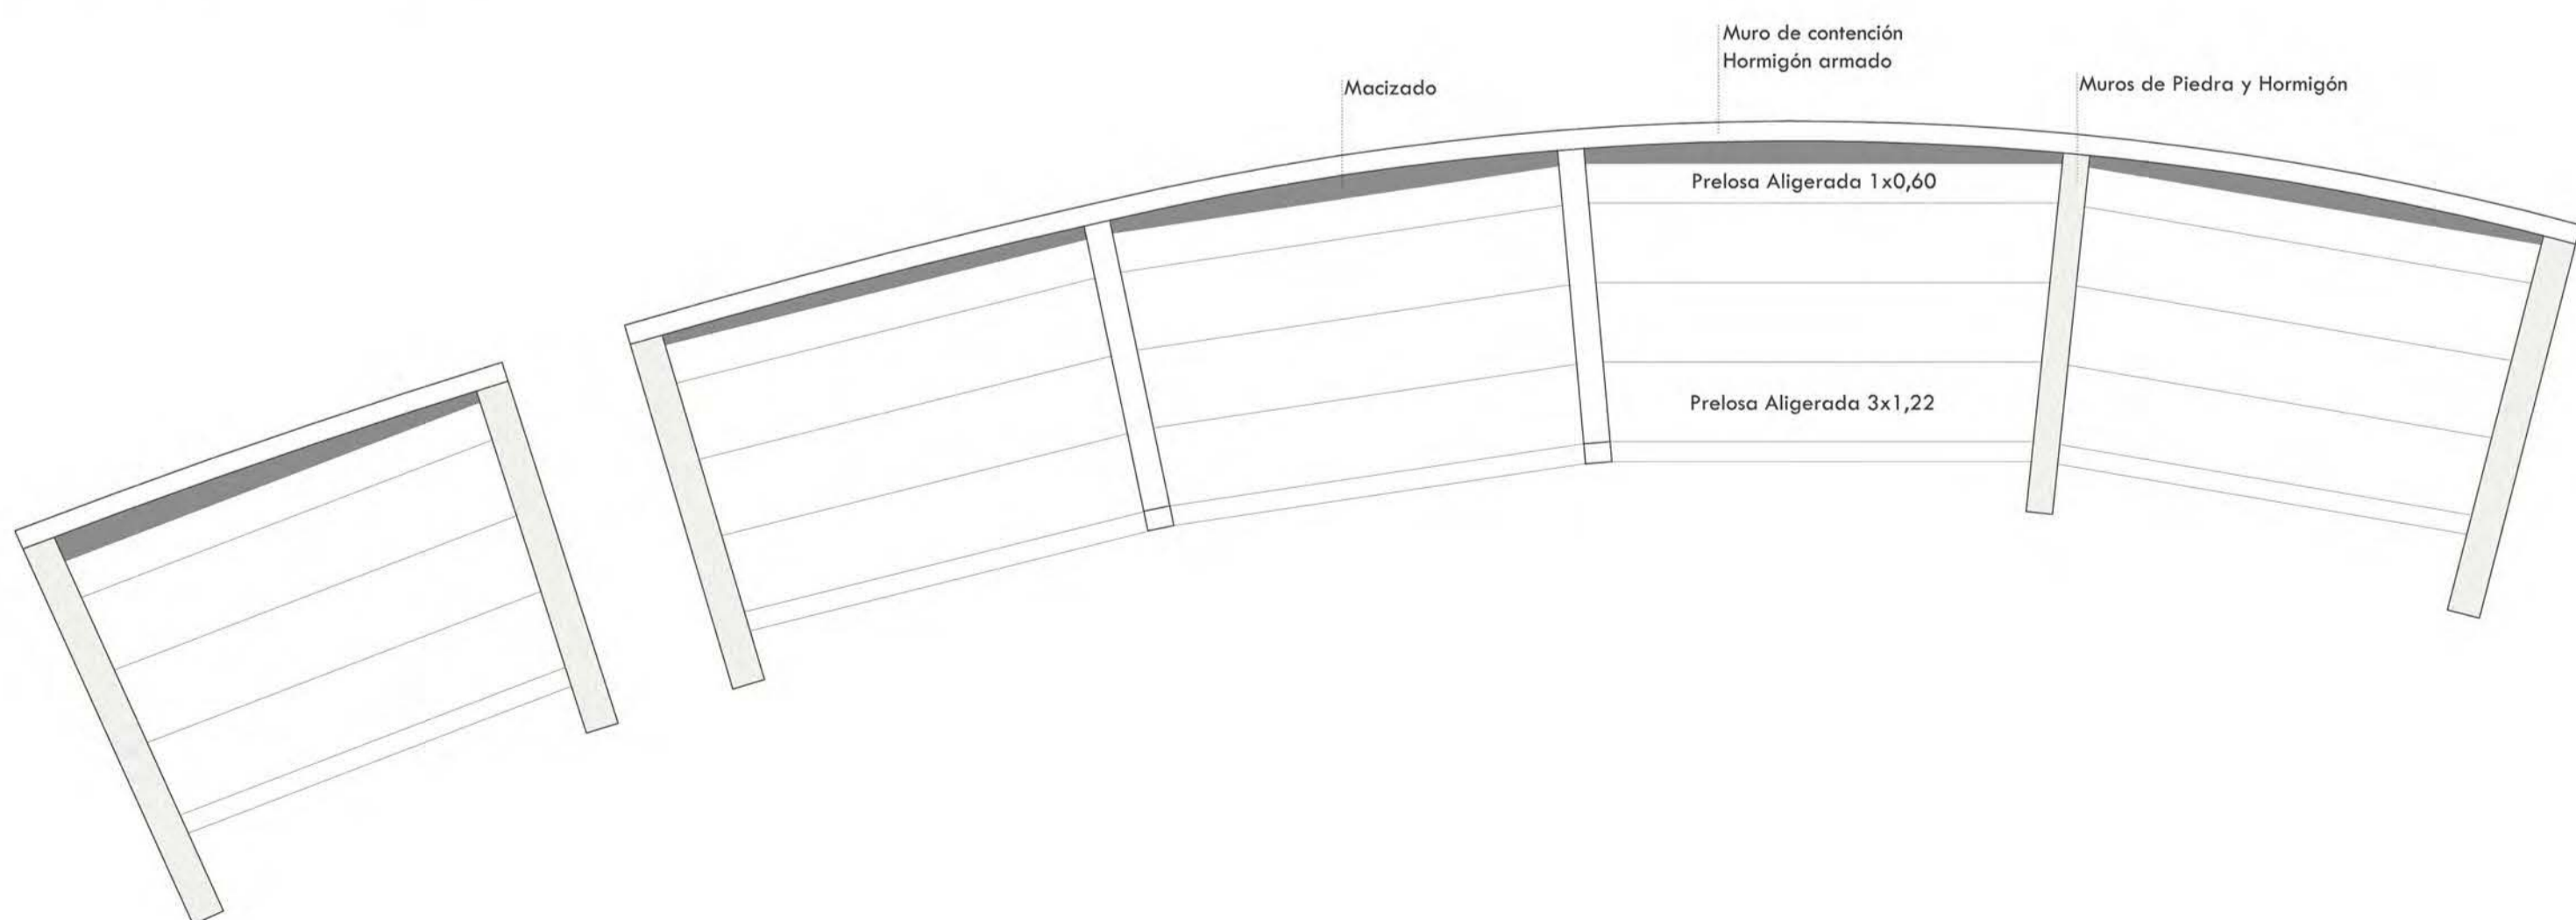 Muro de contención
Hormigón armado
Macizado
Muros de Piedra y Hormigón
Prelosa Aligerada 1x0,60
Prelosa Aligerada 3x1,22